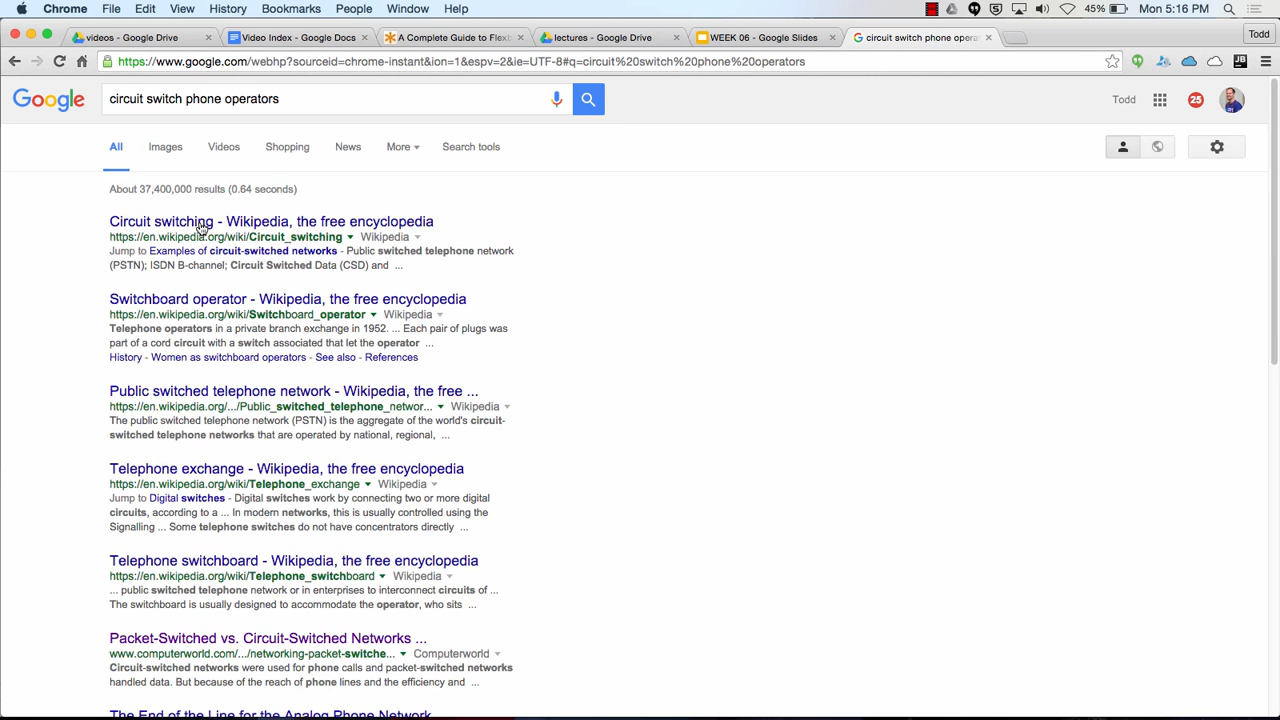 Chrome File Edit View History Bookmarks People Window Help 45% Mon 5:16 PM
videos - Google Drive Video Index - Google Docs A Complete Guide to Flexb lectures - Google Drive WEEK 06 - Google Slides circuit switch phone opera Todd
https://www.google.com/webhp?sourceid=chrome-instant&ion=1&espv=2&ie=UTF-8#q=circuit%20switch%20phone%20operators
Google circuit switch phone operators Todd 25
All Images Videos Shopping News More Search tools
About 37,400,000 results (0.64 seconds)
Circuit switching - Wikipedia, the free encyclopedia
https://en.wikipedia.org/wiki/Circuit_switching Wikipedia
Jump to Examples of circuit-switched networks - Public switched telephone network
(PSTN); ISDN B-channel; Circuit Switched Data (CSD) and ...
Switchboard operator - Wikipedia, the free encyclopedia
https://en.wikipedia.org/wiki/Switchboard_operator Wikipedia
Telephone operators in a private branch exchange in 1952. ... Each pair of plugs was
part of a cord circuit with a switch associated that let the operator ...
History - Women as switchboard operators - See also - References
Public switched telephone network - Wikipedia, the free ...
https://en.wikipedia.org/.../Public_switched_telephone_networ... Wikipedia
The public switched telephone network (PSTN) is the aggregate of the world's circuit-
switched telephone networks that are operated by national, regional, ...
Telephone exchange - Wikipedia, the free encyclopedia
https://en.wikipedia.org/wiki/Telephone_exchange Wikipedia
Jump to Digital switches - Digital switches work by connecting two or more digital
circuits, according to a ... In modern networks, this is usually controlled using the
Signalling ... Some telephone switches do not have concentrators directly ...
Telephone switchboard - Wikipedia, the free encyclopedia
https://en.wikipedia.org/wiki/Telephone_switchboard Wikipedia
... public switched telephone network or in enterprises to interconnect circuits of ...
The switchboard is usually designed to accommodate the operator, who sits ...
Packet-Switched vs. Circuit-Switched Networks ...
www.computerworld.com/.../networking-packet-switche... Computerworld
Circuit-switched networks were used for phone calls and packet-switched networks
handled data. But because of the reach of phone lines and the efficiency and ...
The End of the Line for the Analog Phone Network